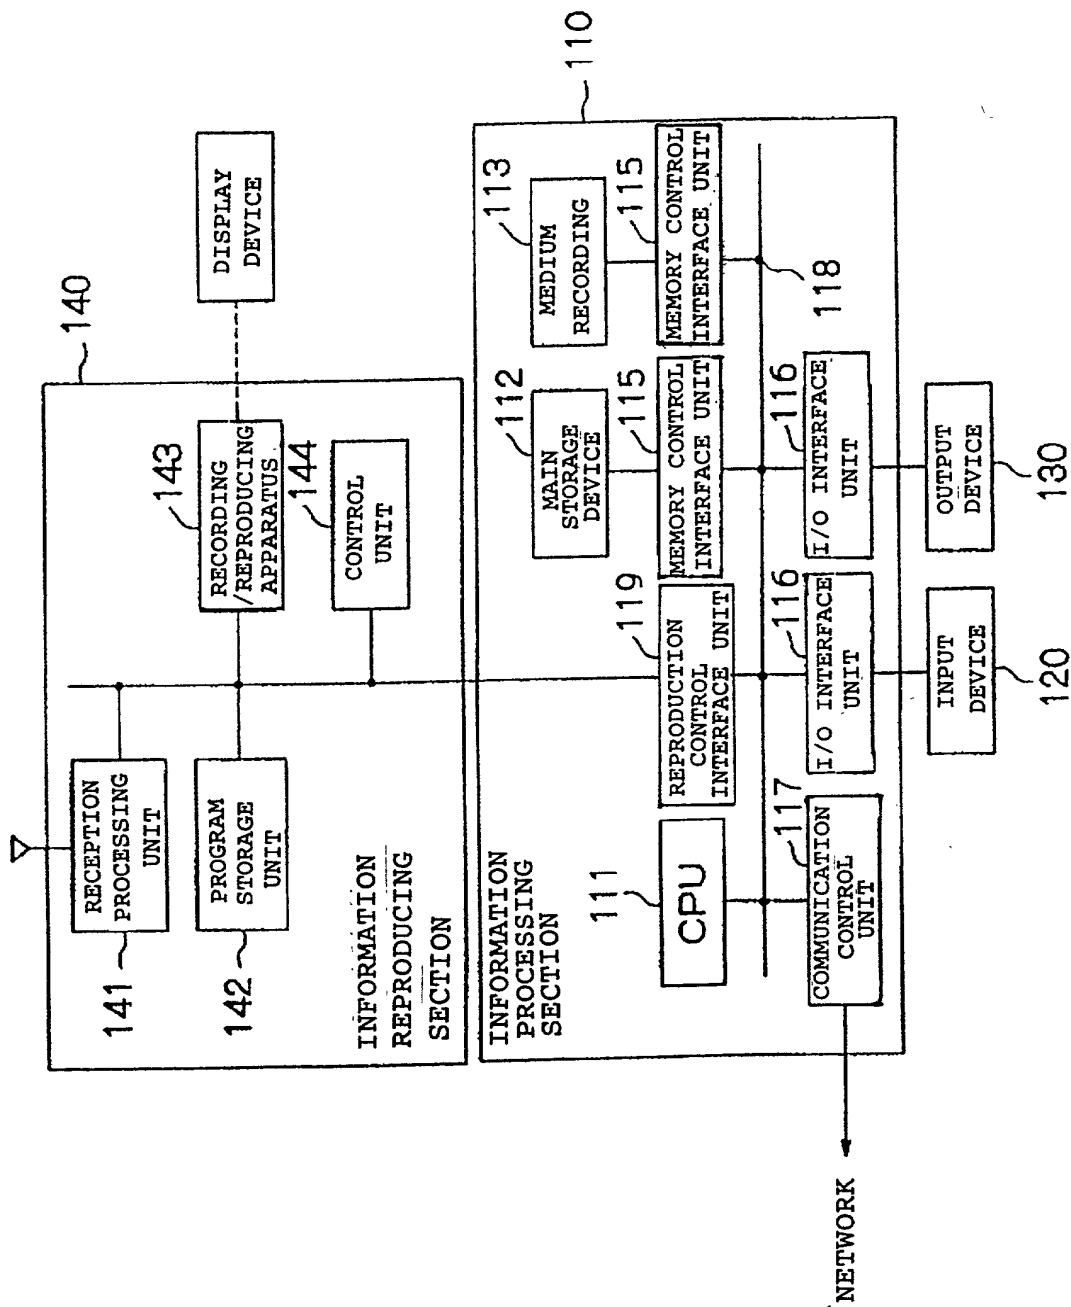 140
RECEPTION
PROCESSING
UNIT
141
PROGRAM
STORAGE
UNIT
142
143
RECORDING
/REPRODUCING
APPARATUS
144
CONTROL
UNIT
DISPLAY
DEVICE
INFORMATION
REPRODUCING
SECTION
110
INFORMATION
PROCESSING
SECTION
111
CPU
119
REPRODUCTION
CONTROL
INTERFACE UNIT
112
MAIN
STORAGE
DEVICE
115
MEMORY CONTROL
INTERFACE UNIT
113
MEDIUM
RECORDING
115
MEMORY CONTROL
INTERFACE UNIT
118
117
COMMUNICATION
CONTROL
UNIT
116
I/O INTERFACE
UNIT
116
I/O INTERFACE
UNIT
NETWORK
INPUT
DEVICE
120
OUTPUT
DEVICE
130